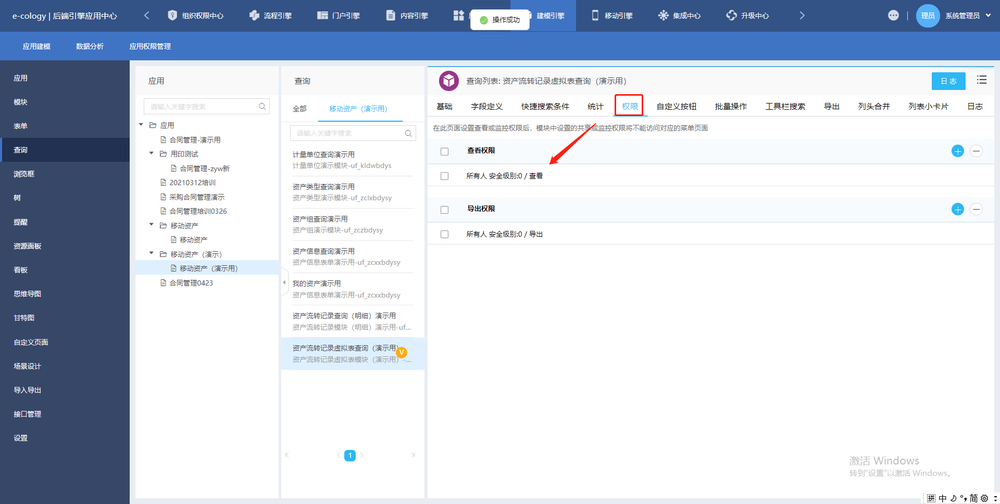 e-cology | 后端引擎应用中心
组织权限中心
流程引擎
门户引擎
内容引擎
操作成功
建模引擎
移动引擎
集成中心
升级中心
理员
系统管理员
应用建模
数据分析
应用权限管理
应用
模块
表单
查询
浏览框
树
提醒
资源面板
看板
思维导图
甘特图
自定义页面
场景设计
导入导出
接口管理
设置
应用
请输入关键字搜索
应用
合同管理-演示用
用印测试
合同管理-zyw新
20210312培训
采购合同管理演示
合同管理培训0326
移动资产
移动资产
移动资产（演示）
移动资产（演示用）
合同管理0423
查询
全部
移动资产（演示用）
请输入关键字搜索
计量单位查询演示用
计量单位演示模块-uf_kldwbdys
资产类型查询演示用
资产类型演示模块-uf_zclxbdysy
资产组查询演示用
资产组演示模块-uf_zczbdysy
资产信息查询演示用
资产信息表单演示用-uf_zcxxbdysy
我的资产演示用
资产信息表单演示用-uf_zcxxbdysy
资产流转记录查询（明细）演示用
资产流转记录模块（明细）演示用-uf...
资产流转记录虚拟表查询（演示用）
V
资产流转记录虚拟表模块（演示用）-...
1
查询列表: 资产流转记录虚拟表查询（演示用）
日志
基础
字段定义
快捷搜索条件
统计
权限
自定义按钮
批量操作
工具栏搜索
导出
列头合并
列表小卡片
日志
在此页面设置查看或监控权限后，模块中设置的共享或监控权限将不能访问对应的菜单页面
查看权限
所有人 安全级别:0 / 查看
导出权限
所有人 安全级别:0 / 导出
激活 Windows
转到"设置"以激活 Windows。
拼 中 简